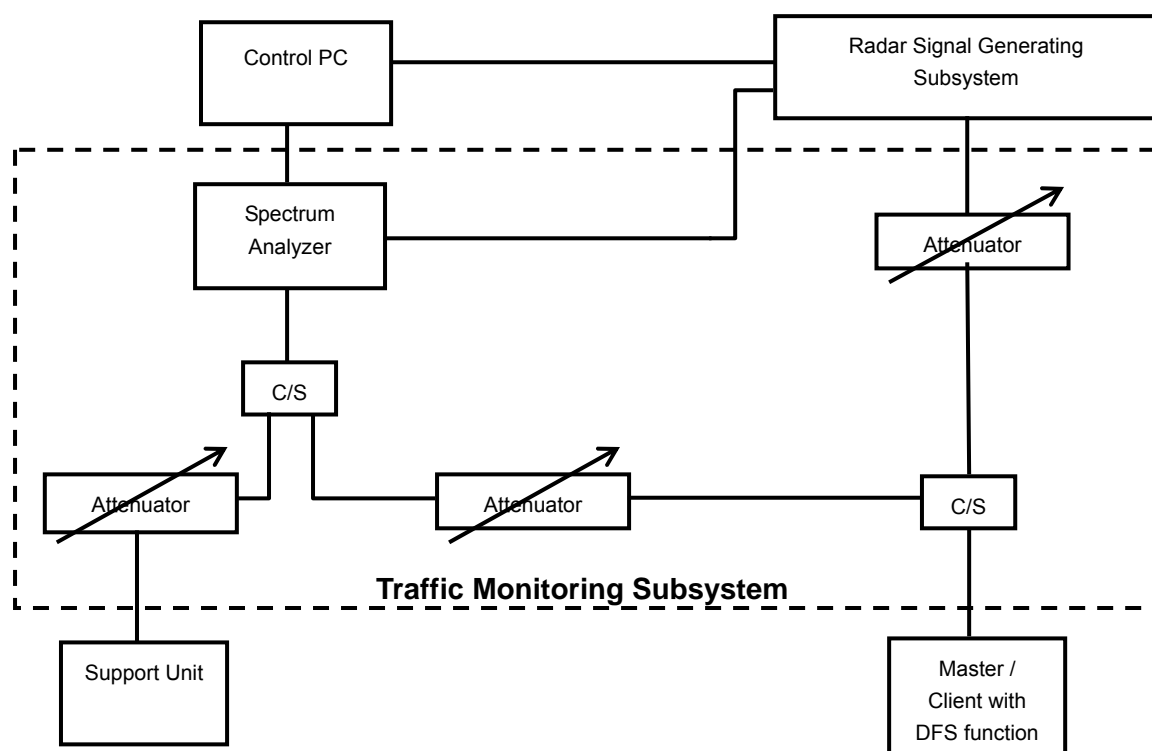 Control PC
Radar Signal Generating
Subsystem
Spectrum
Analyzer
Attenuator
C/S
Attenuator
Attenuator
C/S
Traffic Monitoring Subsystem
Support Unit
Master /
Client with
DFS function